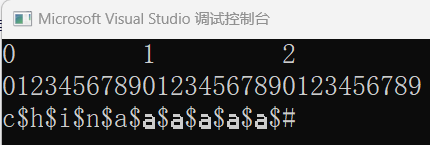 Microsoft Visual Studio 调试控制台
0         1         2
012345678901234567890123456789
c$h$i$n$a$a$a$a$a$a$#